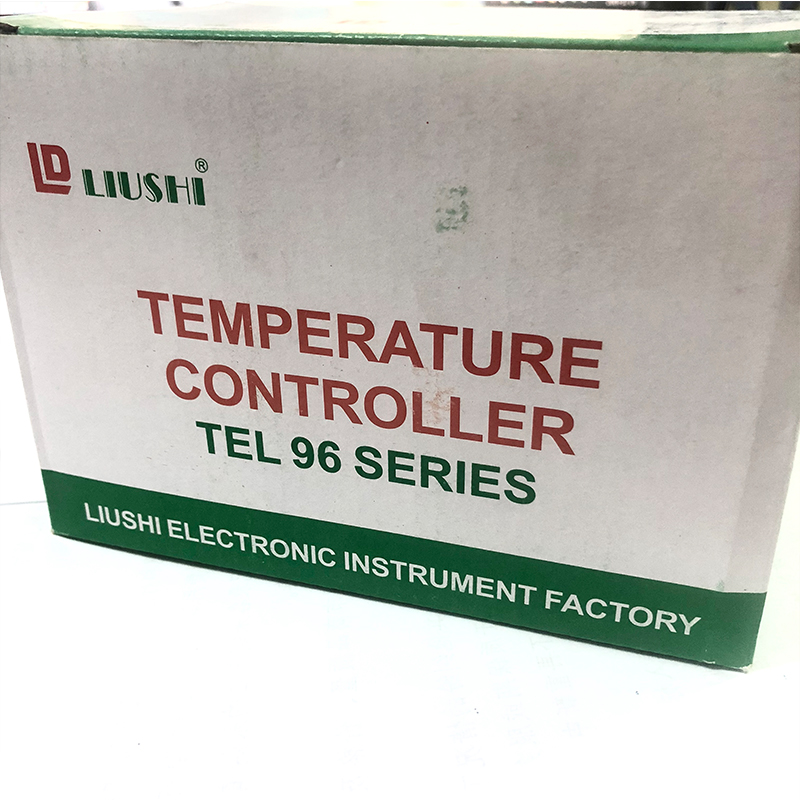 LD LIUSHI®
TEMPERATURE
CONTROLLER
TEL 96 SERIES
LIUSHI ELECTRONIC INSTRUMENT FACTORY